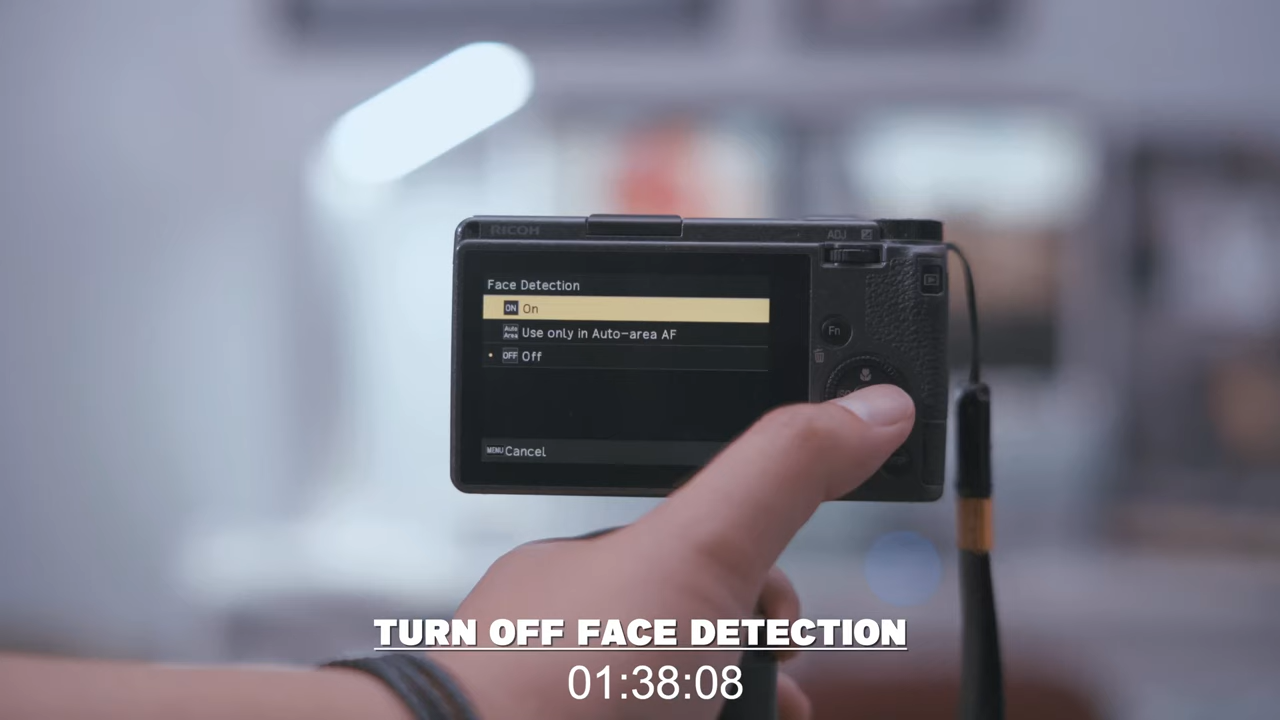 RICOH
ADJ
Face Detection
ON On
Auto Area Use only in Auto-area AF
OFF Off
Fn
MENU Cancel
TURN OFF FACE DETECTION
01:38:08